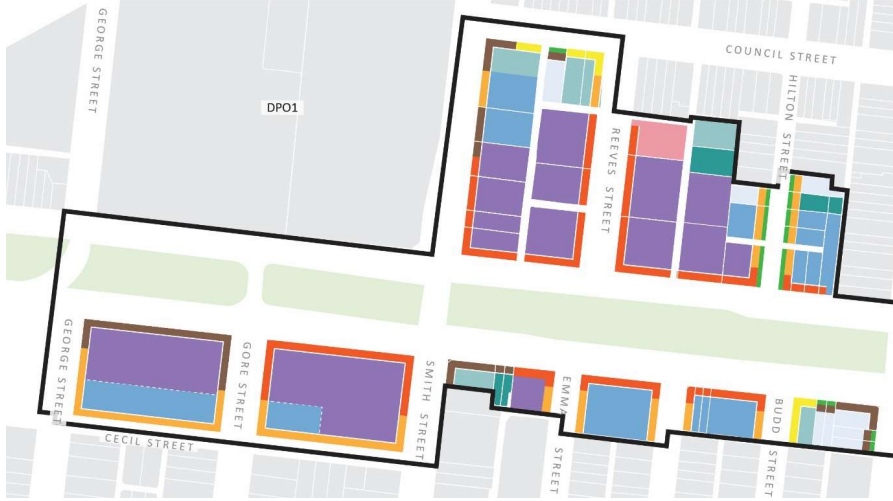 GEORGE STREET
COUNCIL STREET
HILTON STREET
DPO1
REEVES STREET
GEORGE STREET
GORE STREET
SMITH STREET
EMMA STREET
BUDD STREET
CECIL STREET